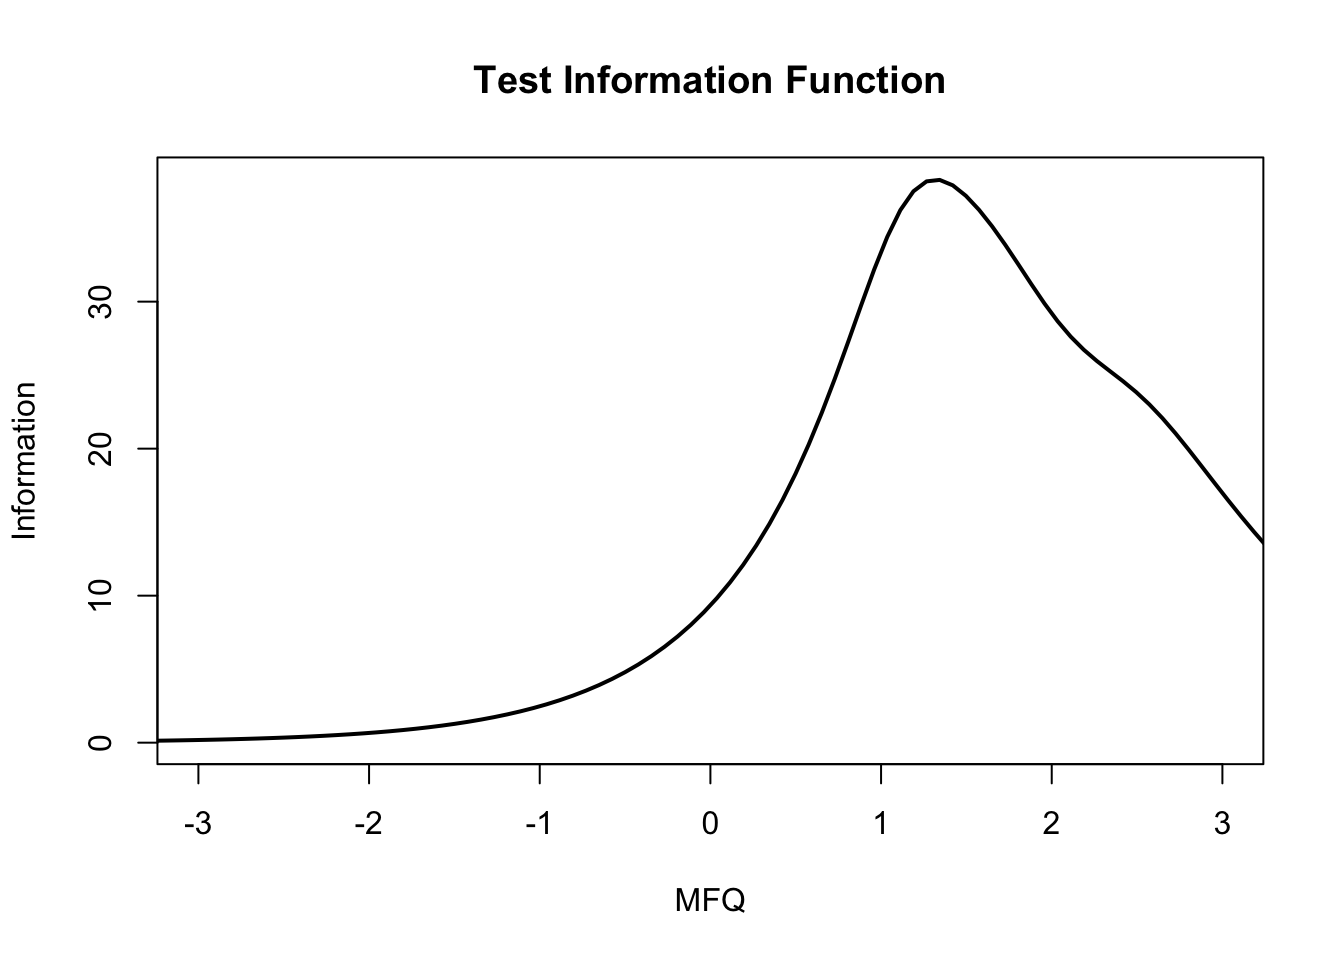 Test Information Function
Information
30
20
10
0
-3 -2 -1 0 1 2 3
MFQ